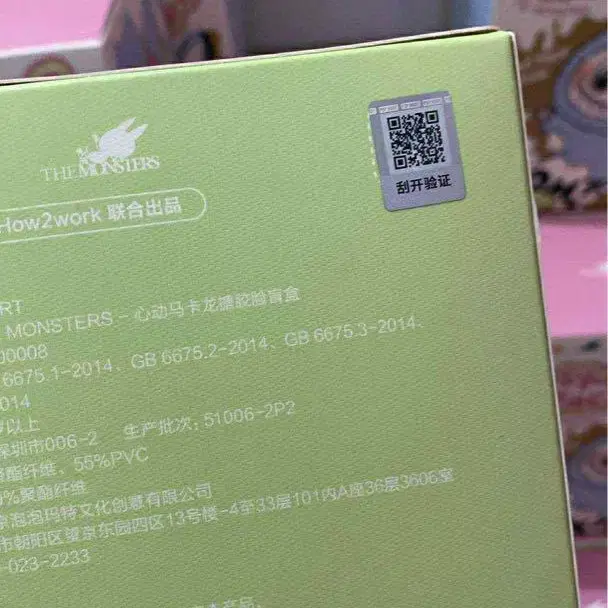 THE MONSTERS
刮开验证
How2work 联合出品
RT
MONSTERS - 心动马卡龙搪胶脸盲盒
00008
6675.1-2014、GB 6675.2-2014、GB 6675.3-2014、
014
岁以上
深圳市006-2 生产批次：51006-2P2
聚酯纤维、55%PVC
%聚酯纤维
京泡泡玛特文化创意有限公司
市朝阳区望京东园四区13号楼-4至33层101内A座36层3606室
-023-2233